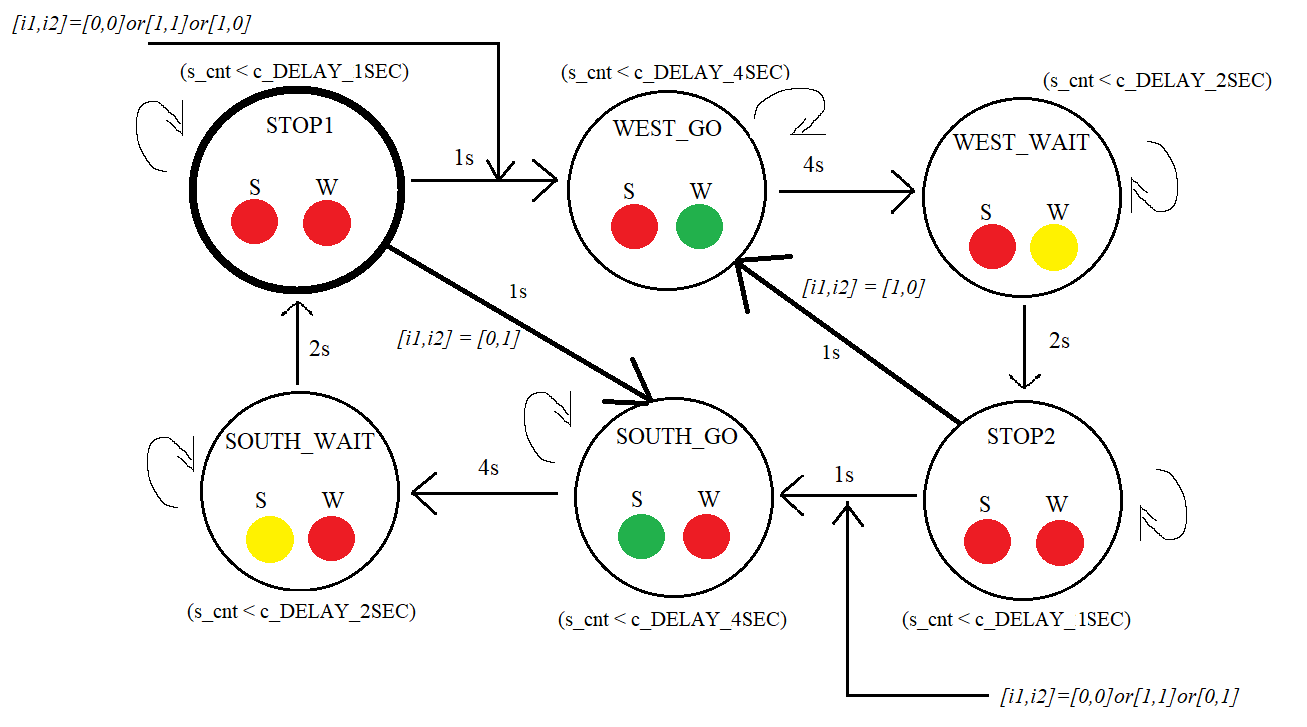 [i1,i2]=[0,0]or[1,1]or[1,0]
(s_cnt < c_DELAY_1SEC)
(s_cnt < c_DELAY_4SEC)
(s_cnt < c_DELAY_2SEC)
STOP1
S W
1s
WEST_GO
S W
4s
WEST_WAIT
S W
1s
[i1,i2] = [0,1]
[i1,i2] = [1,0]
1s
2s
2s
SOUTH_WAIT
S W
4s
SOUTH_GO
S W
1s
STOP2
S W
(s_cnt < c_DELAY_2SEC)
(s_cnt < c_DELAY_4SEC)
(s_cnt < c_DELAY_1SEC)
[i1,i2]=[0,0]or[1,1]or[0,1]